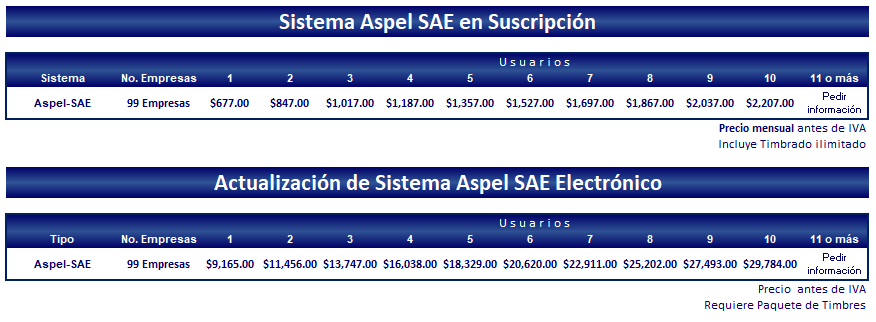 Sistema Aspel SAE en Suscripción
Usuarios
Sistema No. Empresas 1 2 3 4 5 6 7 8 9 10 11 o más
Aspel-SAE 99 Empresas $677.00 $847.00 $1,017.00 $1,187.00 $1,357.00 $1,527.00 $1,697.00 $1,867.00 $2,037.00 $2,207.00 Pedir información
Precio mensual antes de IVA
Incluye Timbrado ilimitado
Actualización de Sistema Aspel SAE Electrónico
Usuarios
Tipo No. Empresas 1 2 3 4 5 6 7 8 9 10 11 o más
Aspel-SAE 99 Empresas $9,165.00 $11,456.00 $13,747.00 $16,038.00 $18,329.00 $20,620.00 $22,911.00 $25,202.00 $27,493.00 $29,784.00 Pedir información
Precio antes de IVA
Requiere Paquete de Timbres